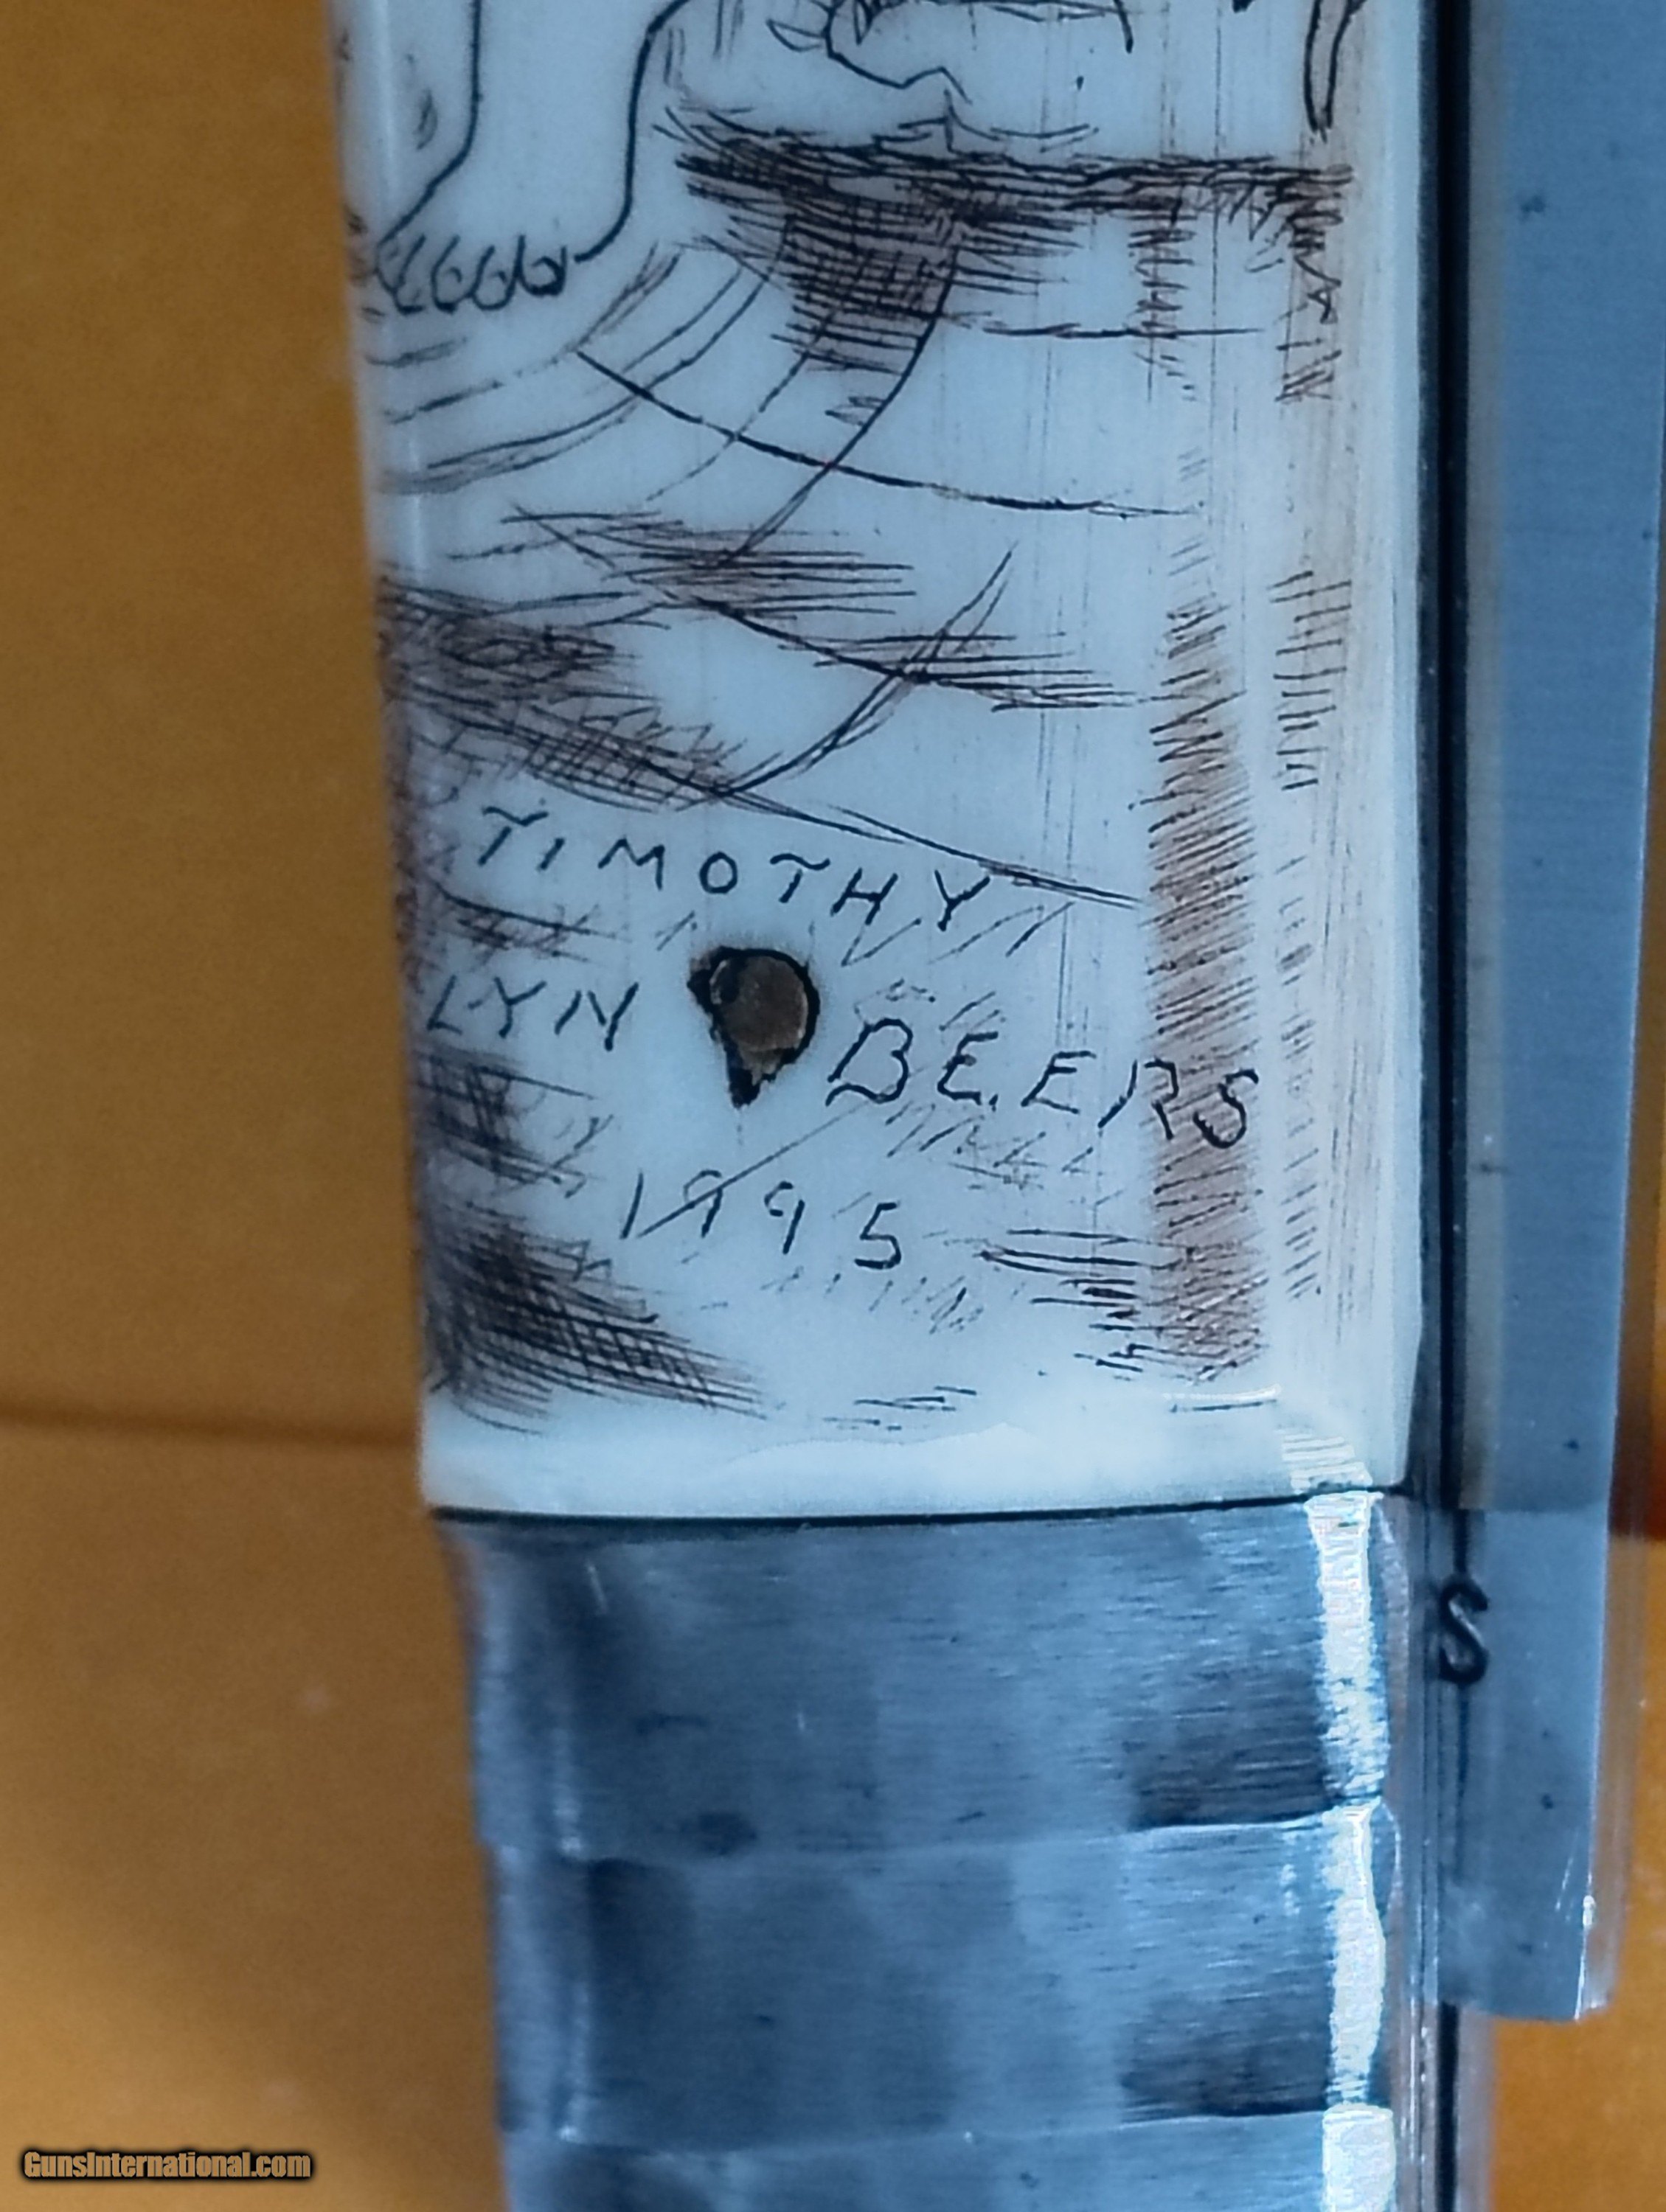 TIMOTHY
LYN BEERS
1995
S
GunsInternational.com